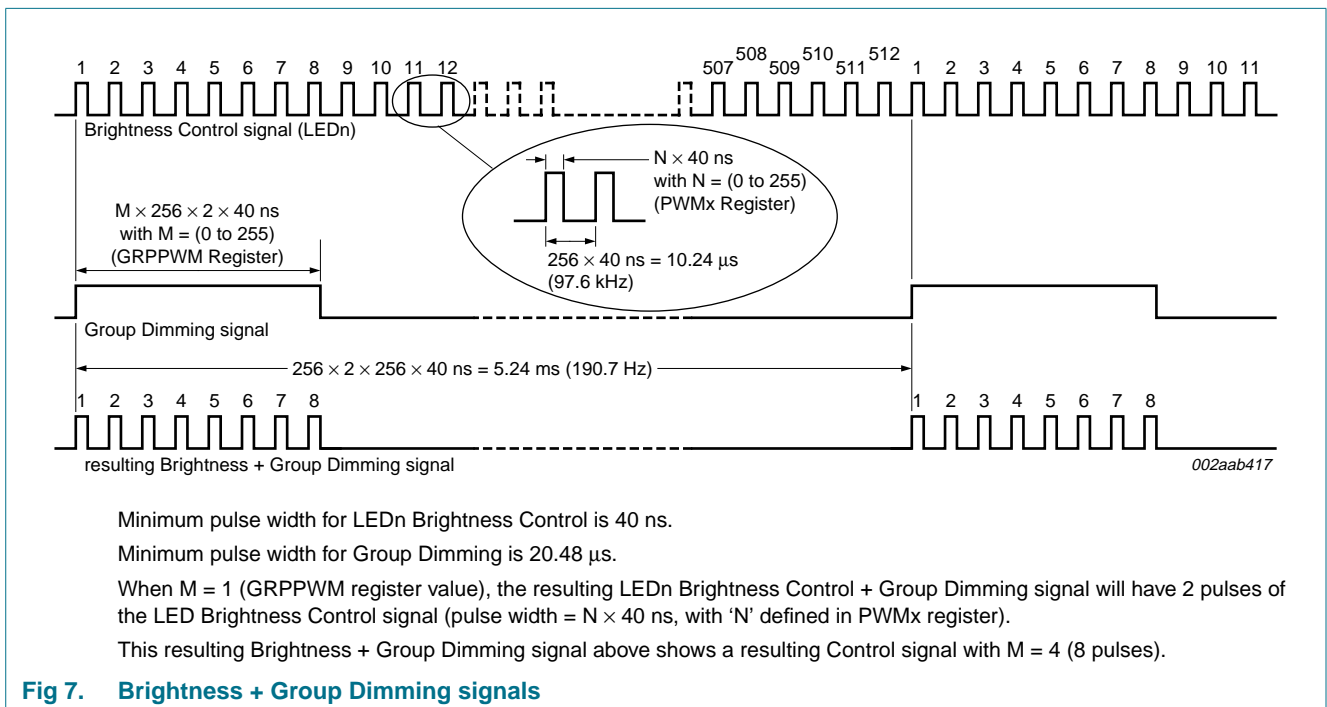 1 2 3 4 5 6 7 8 9 10 11 12 507 508 509 510 511 512 1 2 3 4 5 6 7 8 9 10 11
Brightness Control signal (LEDn)
N × 40 ns
with N = (0 to 255)
(PWMx Register)
256 × 40 ns = 10.24 μs
(97.6 kHz)
M × 256 × 2 × 40 ns
with M = (0 to 255)
(GRPPWM Register)
Group Dimming signal
256 × 2 × 256 × 40 ns = 5.24 ms (190.7 Hz)
1 2 3 4 5 6 7 8 1 2 3 4 5 6 7 8
resulting Brightness + Group Dimming signal
002aab417
Minimum pulse width for LEDn Brightness Control is 40 ns.
Minimum pulse width for Group Dimming is 20.48 μs.
When M = 1 (GRPPWM register value), the resulting LEDn Brightness Control + Group Dimming signal will have 2 pulses of
the LED Brightness Control signal (pulse width = N × 40 ns, with ‘N’ defined in PWMx register).
This resulting Brightness + Group Dimming signal above shows a resulting Control signal with M = 4 (8 pulses).
Fig 7. Brightness + Group Dimming signals